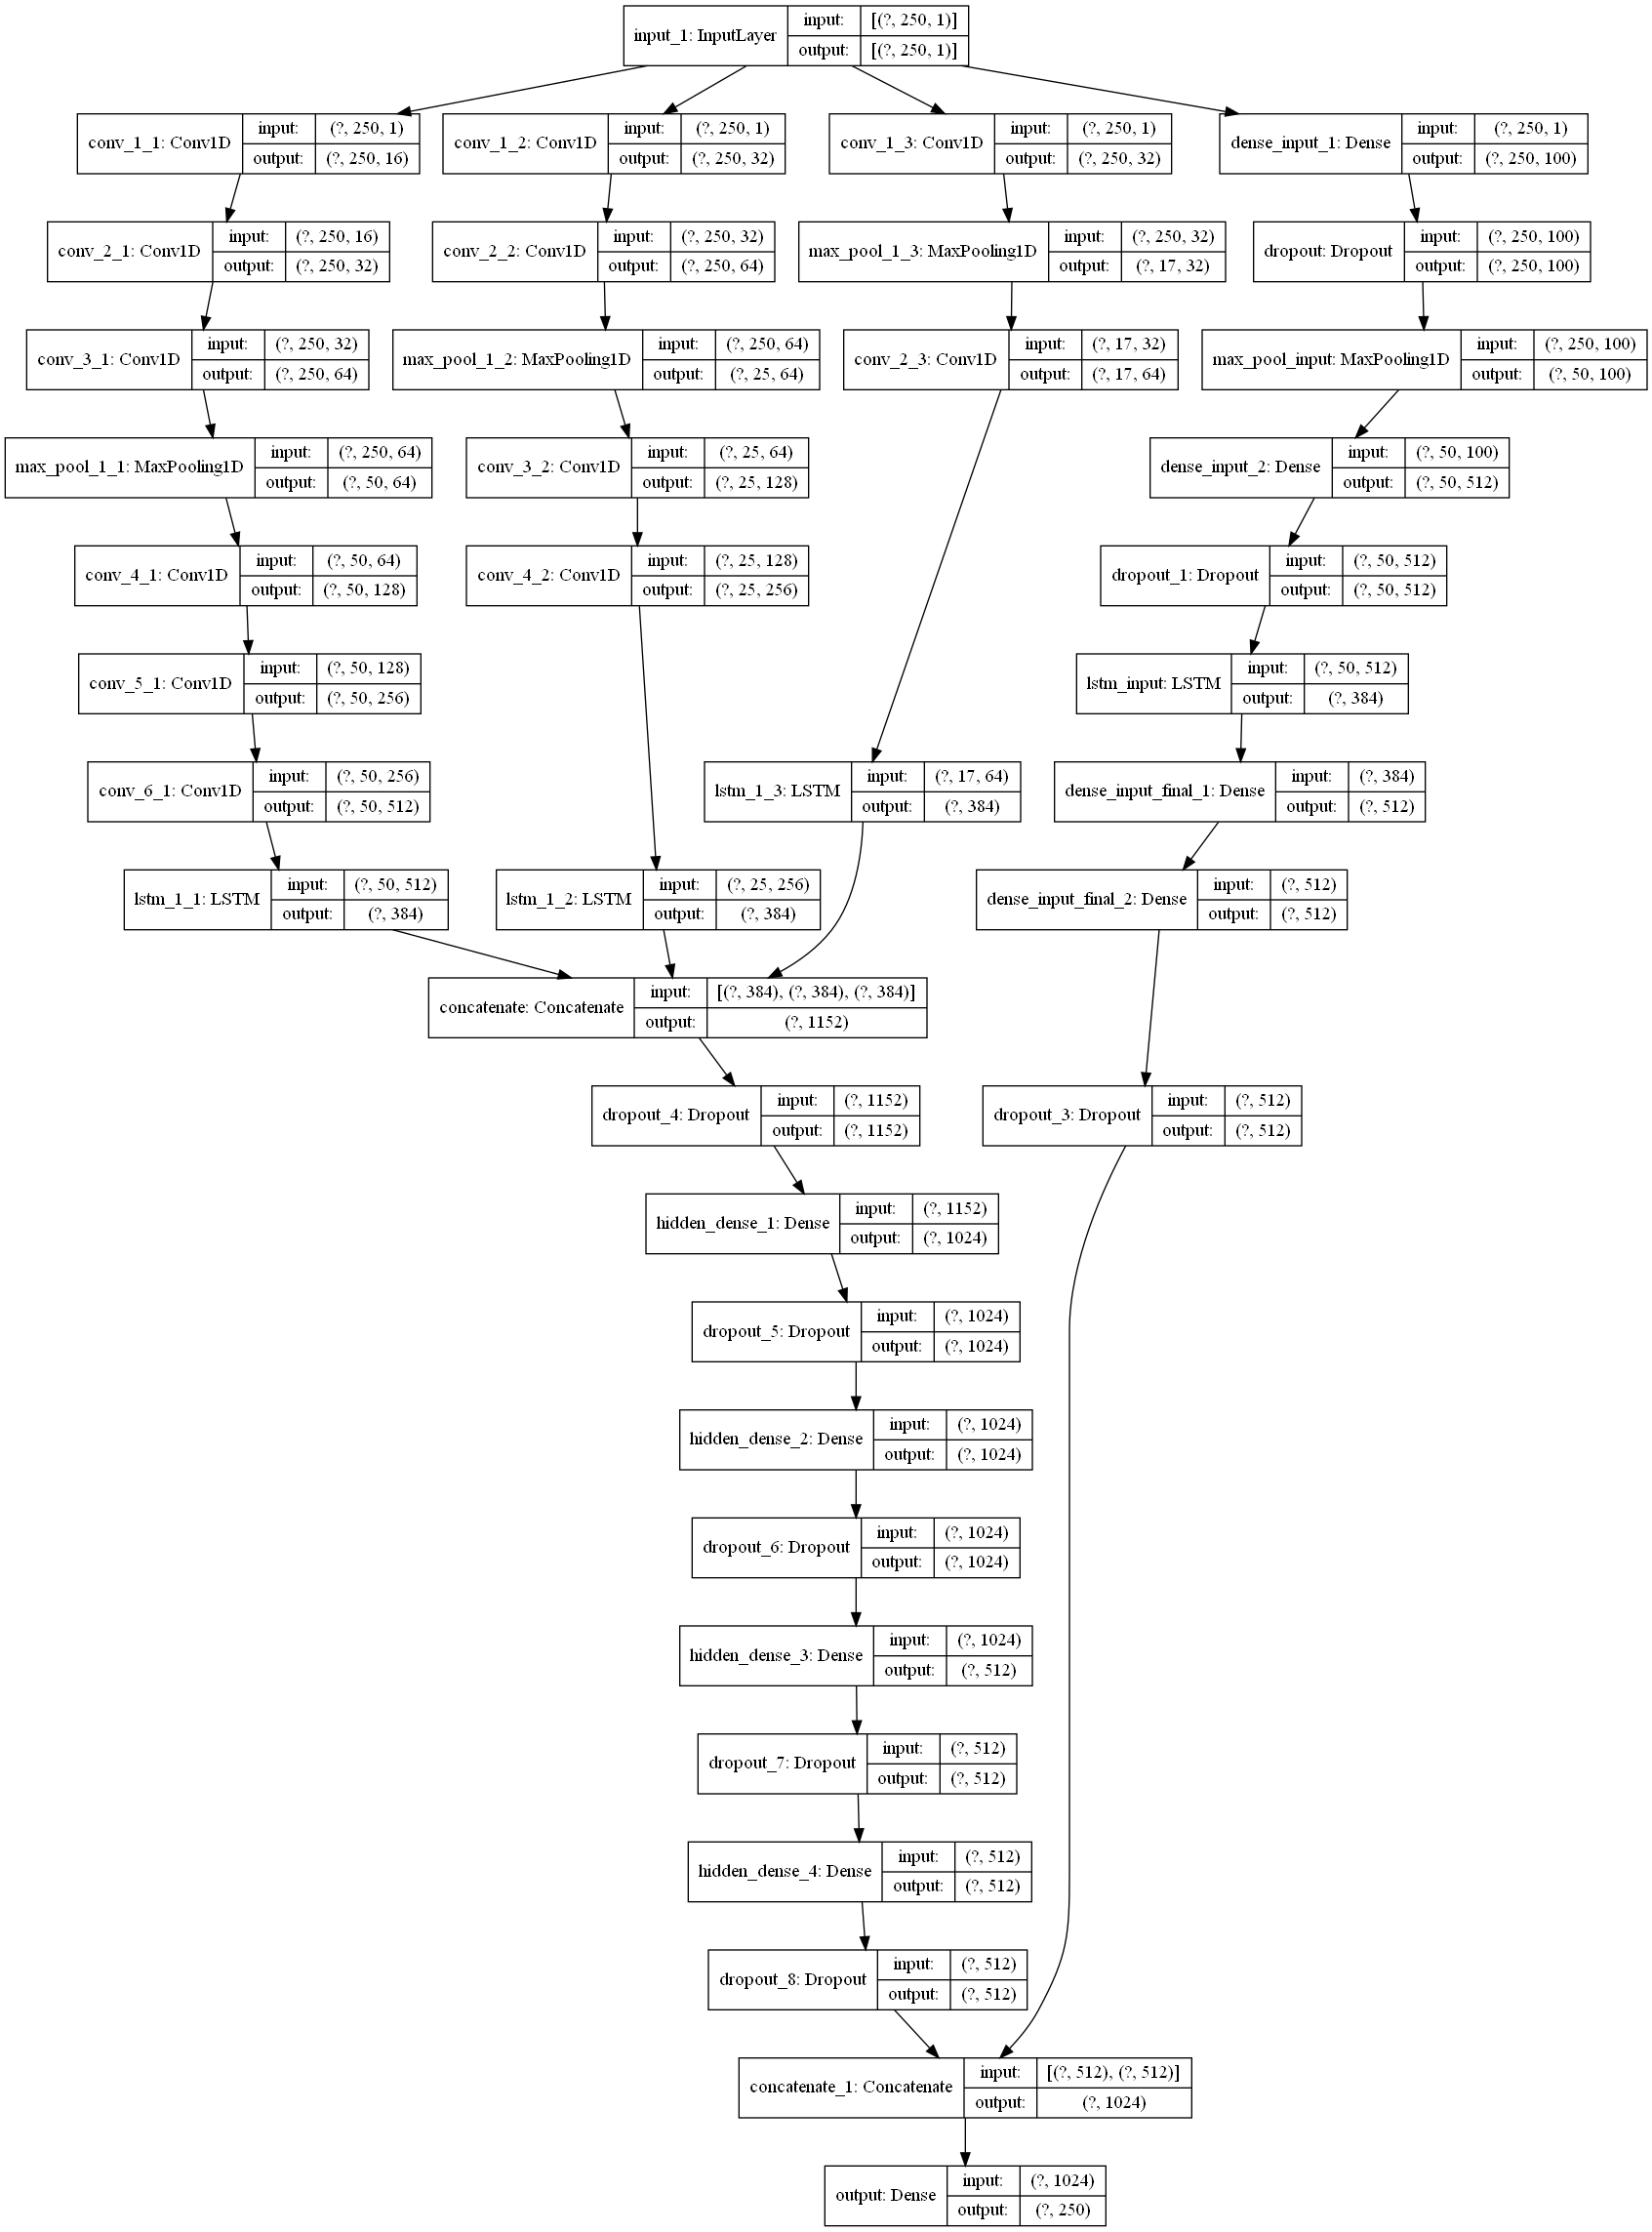 input_1: InputLayer
input: [(?, 250, 1)]
output: [(?, 250, 1)]
conv_1_1: Conv1D
input: (?, 250, 1)
output: (?, 250, 16)
conv_1_2: Conv1D
input: (?, 250, 1)
output: (?, 250, 32)
conv_1_3: Conv1D
input: (?, 250, 1)
output: (?, 250, 32)
dense_input_1: Dense
input: (?, 250, 1)
output: (?, 250, 100)
conv_2_1: Conv1D
input: (?, 250, 16)
output: (?, 250, 32)
conv_2_2: Conv1D
input: (?, 250, 32)
output: (?, 250, 64)
max_pool_1_3: MaxPooling1D
input: (?, 250, 32)
output: (?, 17, 32)
dropout: Dropout
input: (?, 250, 100)
output: (?, 250, 100)
conv_3_1: Conv1D
input: (?, 250, 32)
output: (?, 250, 64)
max_pool_1_2: MaxPooling1D
input: (?, 250, 64)
output: (?, 25, 64)
conv_2_3: Conv1D
input: (?, 17, 32)
output: (?, 17, 64)
max_pool_input: MaxPooling1D
input: (?, 250, 100)
output: (?, 50, 100)
max_pool_1_1: MaxPooling1D
input: (?, 250, 64)
output: (?, 50, 64)
conv_3_2: Conv1D
input: (?, 25, 64)
output: (?, 25, 128)
dense_input_2: Dense
input: (?, 50, 100)
output: (?, 50, 512)
conv_4_1: Conv1D
input: (?, 50, 64)
output: (?, 50, 128)
conv_4_2: Conv1D
input: (?, 25, 128)
output: (?, 25, 256)
dropout_1: Dropout
input: (?, 50, 512)
output: (?, 50, 512)
conv_5_1: Conv1D
input: (?, 50, 128)
output: (?, 50, 256)
lstm_input: LSTM
input: (?, 50, 512)
output: (?, 384)
conv_6_1: Conv1D
input: (?, 50, 256)
output: (?, 50, 512)
lstm_1_3: LSTM
input: (?, 17, 64)
output: (?, 384)
dense_input_final_1: Dense
input: (?, 384)
output: (?, 512)
lstm_1_1: LSTM
input: (?, 50, 512)
output: (?, 384)
lstm_1_2: LSTM
input: (?, 25, 256)
output: (?, 384)
dense_input_final_2: Dense
input: (?, 512)
output: (?, 512)
concatenate: Concatenate
input: [(?, 384), (?, 384), (?, 384)]
output: (?, 1152)
dropout_4: Dropout
input: (?, 1152)
output: (?, 1152)
dropout_3: Dropout
input: (?, 512)
output: (?, 512)
hidden_dense_1: Dense
input: (?, 1152)
output: (?, 1024)
dropout_5: Dropout
input: (?, 1024)
output: (?, 1024)
hidden_dense_2: Dense
input: (?, 1024)
output: (?, 1024)
dropout_6: Dropout
input: (?, 1024)
output: (?, 1024)
hidden_dense_3: Dense
input: (?, 1024)
output: (?, 512)
dropout_7: Dropout
input: (?, 512)
output: (?, 512)
hidden_dense_4: Dense
input: (?, 512)
output: (?, 512)
dropout_8: Dropout
input: (?, 512)
output: (?, 512)
concatenate_1: Concatenate
input: [(?, 512), (?, 512)]
output: (?, 1024)
output: Dense
input: (?, 1024)
output: (?, 250)